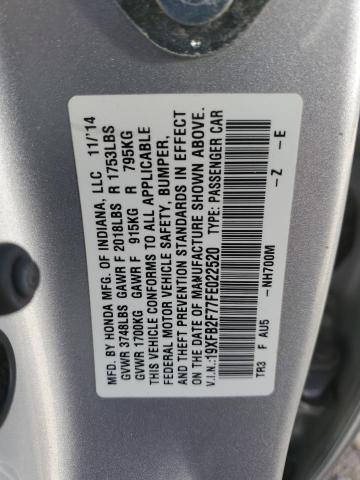 MFD. BY HONDA MFG. OF INDIANA, LLC 11/'14
GVWR 3748LBS GAWR F 2018LBS R 1753LBS
GVWR 1700KG GAWR F 915KG R 795KG
THIS VEHICLE CONFORMS TO ALL APPLICABLE
FEDERAL MOTOR VEHICLE SAFETY, BUMPER,
AND THEFT PREVENTION STANDARDS IN EFFECT
ON THE DATE OF MANUFACTURE SHOWN ABOVE.
V.I.N.:19XFB2F77FE022520 TYPE: PASSENGER CAR
-NH700M -Z -E
TR3 F AU5